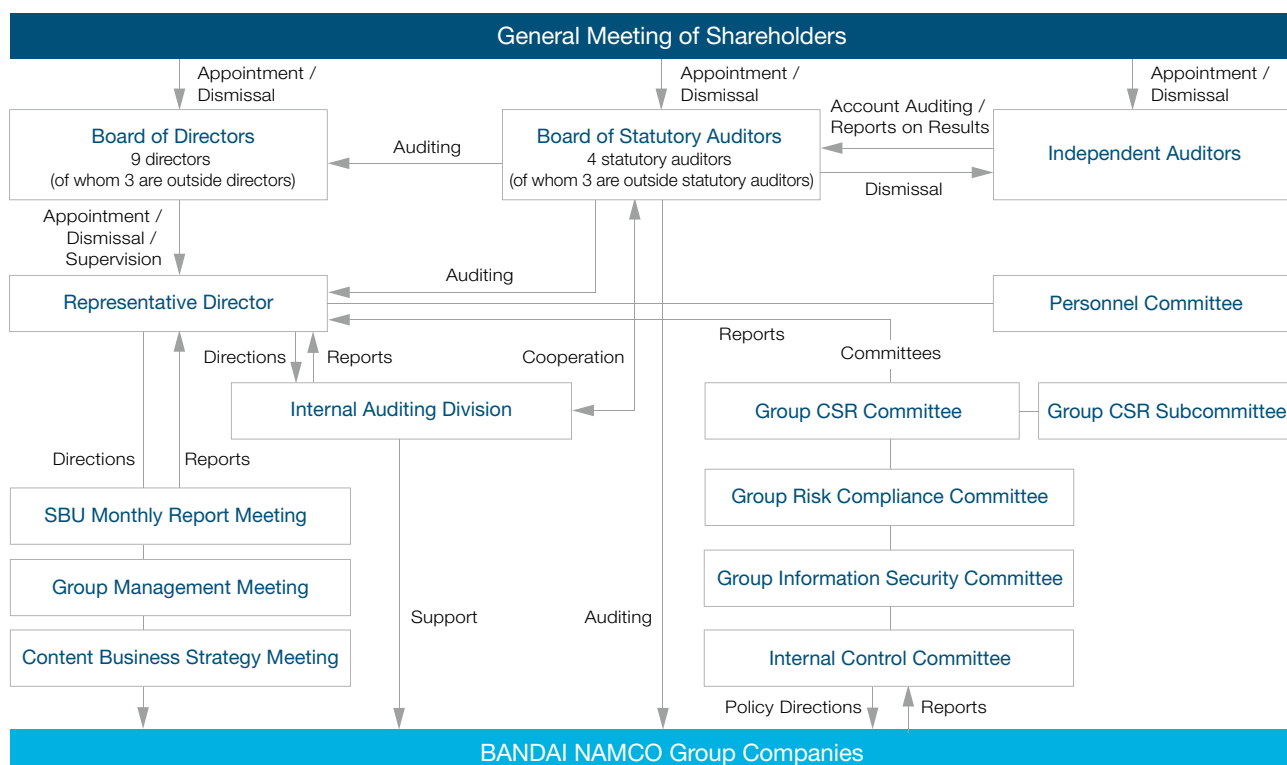 General Meeting of Shareholders
Appointment /
Dismissal
Appointment /
Dismissal
Appointment /
Dismissal
Board of Directors
9 directors
(of whom 3 are outside directors)
Auditing
Board of Statutory Auditors
4 statutory auditors
(of whom 3 are outside statutory auditors)
Account Auditing /
Reports on Results
Dismissal
Independent Auditors
Appointment /
Dismissal /
Supervision
Auditing
Representative Director
Personnel Committee
Reports
Directions
Reports
Cooperation
Committees
Internal Auditing Division
Group CSR Committee
Group CSR Subcommittee
Directions
Reports
SBU Monthly Report Meeting
Group Risk Compliance Committee
Group Management Meeting
Group Information Security Committee
Support
Auditing
Content Business Strategy Meeting
Internal Control Committee
Policy Directions
Reports
BANDAI NAMCO Group Companies